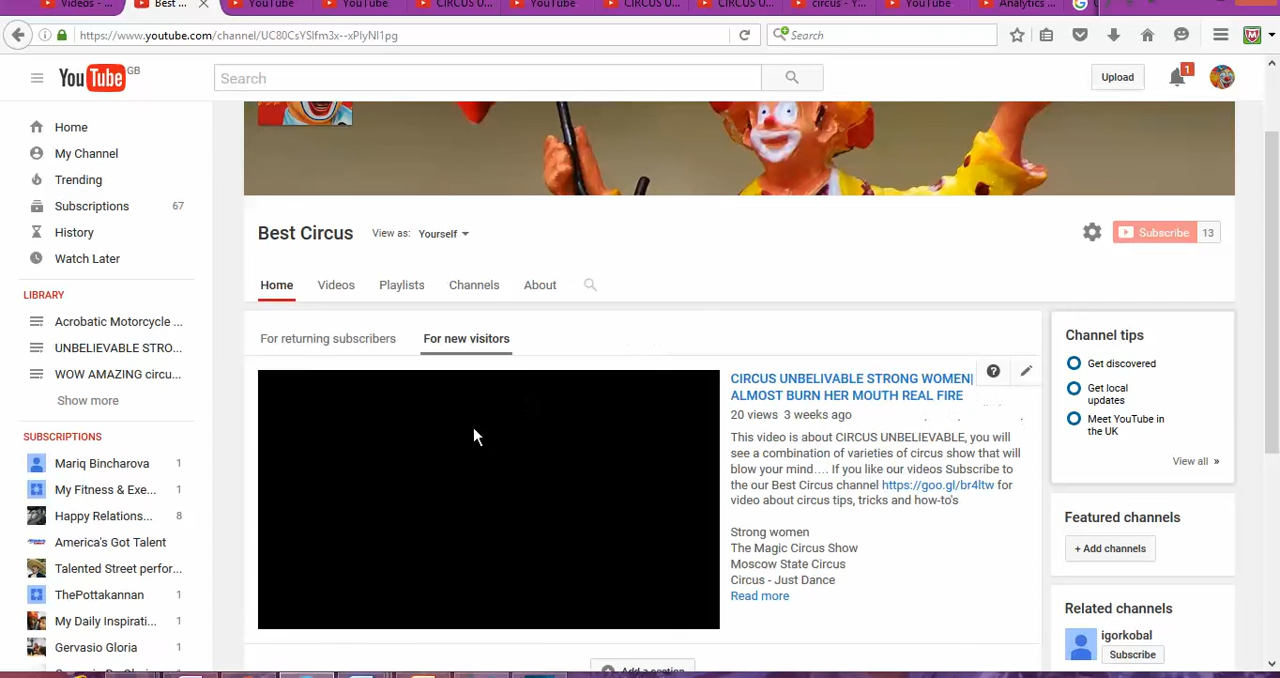 Videos -
Best ...
YouTube
YouTube
CIRCUS U...
YouTube
CIRCUS U...
CIRCUS U...
circus - Y...
YouTube
Analytics
https://www.youtube.com/channel/UC80CsYSlfm3x--xPlyNl1pg
Search
YouTube GB
Search
Upload
1
Home
My Channel
Trending
Subscriptions 67
History
Watch Later
LIBRARY
Acrobatic Motorcycle ...
UNBELIEVABLE STRO...
WOW AMAZING circu...
Show more
SUBSCRIPTIONS
Mariq Bincharova 1
My Fitness & Exe... 1
Happy Relations... 8
America's Got Talent
Talented Street perfor...
ThePottakannan 1
My Daily Inspirati... 1
Gervasio Gloria 1
Best Circus
View as: Yourself
Subscribe 13
Home Videos Playlists Channels About
For returning subscribers For new visitors
CIRCUS UNBELIVABLE STRONG WOMEN|
ALMOST BURN HER MOUTH REAL FIRE
20 views 3 weeks ago
This video is about CIRCUS UNBELIEVABLE, you will
see a combination of varieties of circus show that will
blow your mind.... If you like our videos Subscribe to
the our Best Circus channel https://goo.gl/br4ltw for
video about circus tips, tricks and how-to's
Strong women
The Magic Circus Show
Moscow State Circus
Circus - Just Dance
Read more
Add a section
Channel tips
Get discovered
Get local
updates
Meet YouTube in
the UK
View all »
Featured channels
+ Add channels
Related channels
igorkobal
Subscribe